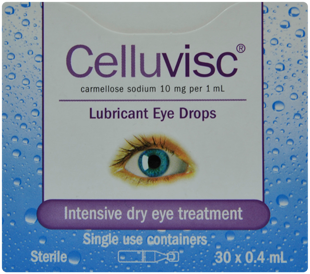 Celluvisc®
carmellose sodium 10 mg per 1 mL
Lubricant Eye Drops
Intensive dry eye treatment
Single use containers
Sterile 30 x 0.4 mL